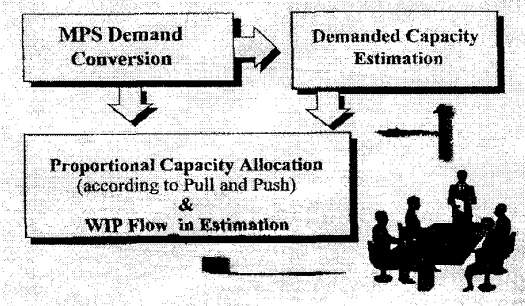 MPS Demand
Conversion
Demanded Capacity
Estimation
Proportional Capacity Allocation
(according to Pull and Push)
&
WIP Flow in Estimation